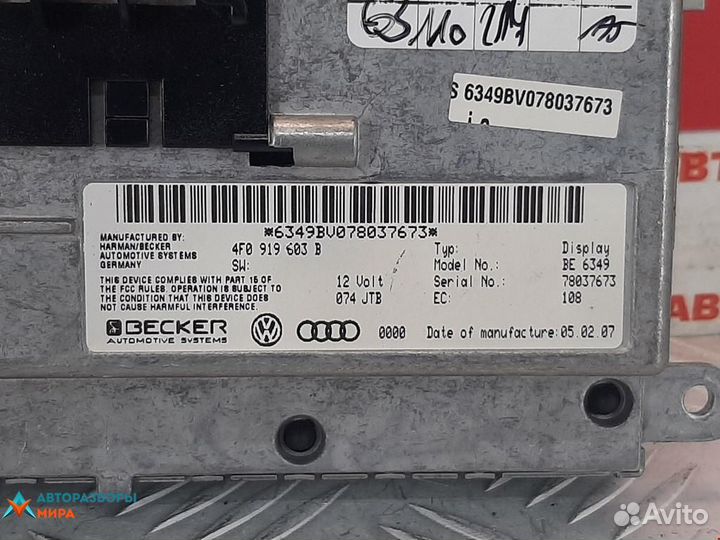 S 6349BV078037673
*6349BV078037673*
MANUFACTURED BY:
HARMAN/BECKER
AUTOMOTIVE SYSTEMS
GERMANY
4F0 919 603 B
SW:
Typ: Display
Model No.: BE 6349
THIS DEVICE COMPLIES WITH PART 15 OF
THE FCC RULES. OPERATION IS SUBJECT TO
THE CONDITION THAT THIS DEVICE DOES
NOT CAUSE HARMFUL INTERFERENCE.
12 Volt
074 JTB
Serial No.: 78037673
EC: 108
BECKER
AUTOMOTIVE SYSTEMS
0000 Date of manufacture: 05.02.07
АВТОРАЗБОРЫ
МИРА
Avito